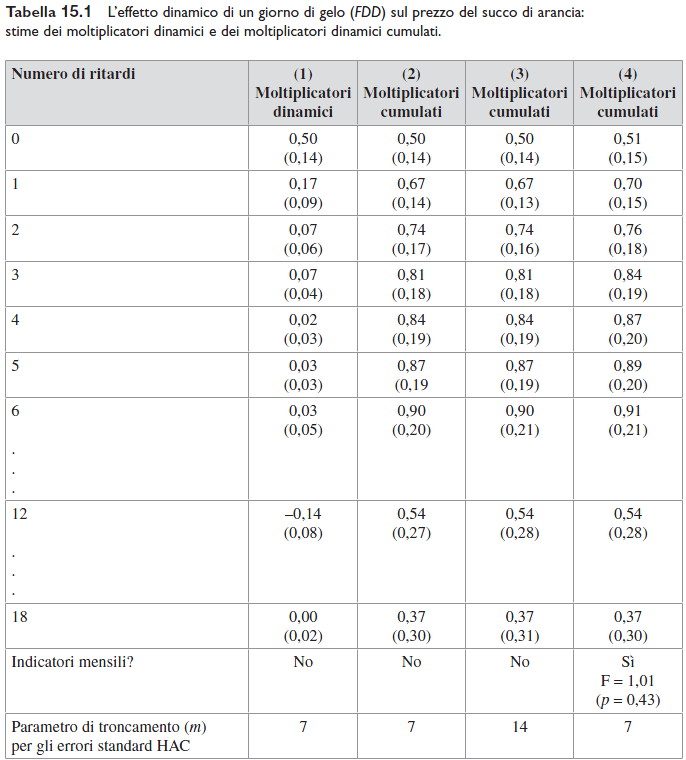 Tabella 15.1 L'effetto dinamico di un giorno di gelo (FDD) sul prezzo del succo di arancia:
stime dei moltiplicatori dinamici e dei moltiplicatori dinamici cumulati.
Numero di ritardi (1) (2) (3) (4)
Moltiplicatori Moltiplicatori Moltiplicatori Moltiplicatori
dinamici cumulati cumulati cumulati
0 0,50 0,50 0,50 0,51
(0,14) (0,14) (0,14) (0,15)
1 0,17 0,67 0,67 0,70
(0,09) (0,14) (0,13) (0,15)
2 0,07 0,74 0,74 0,76
(0,06) (0,17) (0,16) (0,18)
3 0,07 0,81 0,81 0,84
(0,04) (0,18) (0,18) (0,19)
4 0,02 0,84 0,84 0,87
(0,03) (0,19) (0,19) (0,20)
5 0,03 0,87 0,87 0,89
(0,03) (0,19 (0,19) (0,20)
6 0,03 0,90 0,90 0,91
(0,05) (0,20) (0,21) (0,21)
.
.
.
12 –0,14 0,54 0,54 0,54
(0,08) (0,27) (0,28) (0,28)
.
.
.
18 0,00 0,37 0,37 0,37
(0,02) (0,30) (0,31) (0,30)
Indicatori mensili? No No No Sì
F = 1,01
(p = 0,43)
Parametro di troncamento (m) 7 7 14 7
per gli errori standard HAC